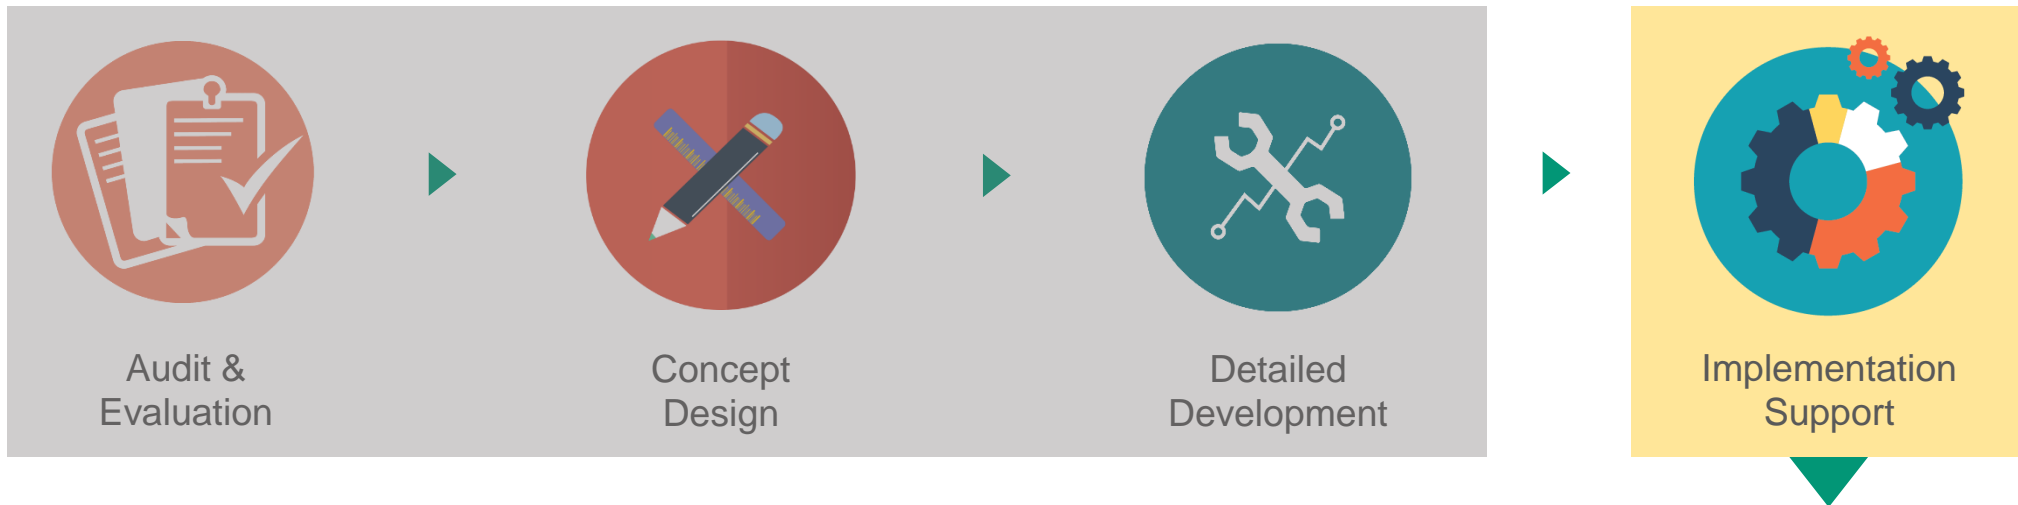 Audit &
Evaluation
Concept
Design
Detailed
Development
Implementation
Support